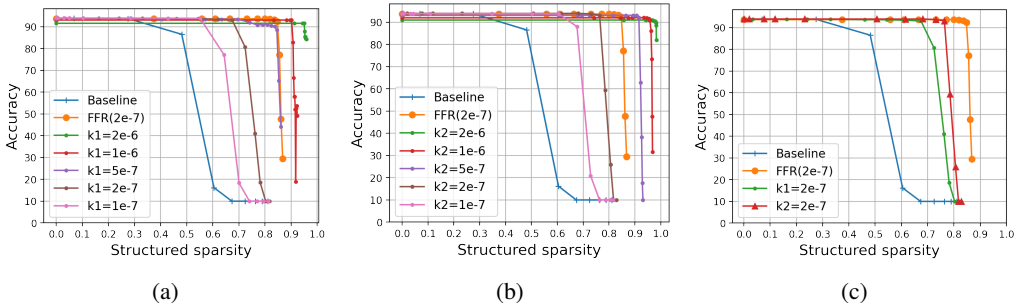 Accuracy
100
90
80
70
60
50
40
30
20
10
0
Baseline
FFR(2e-7)
k1=2e-6
k1=1e-6
k1=5e-7
k1=2e-7
k1=1e-7
0.0 0.1 0.2 0.3 0.4 0.5 0.6 0.7 0.8 0.9 1.0
Structured sparsity
(a)
Accuracy
90
80
70
60
50
40
30
20
10
0
Baseline
FFR(2e-7)
k2=2e-6
k2=1e-6
k2=5e-7
k2=2e-7
k2=1e-7
0.0 0.1 0.2 0.3 0.4 0.5 0.6 0.7 0.8 0.9 1.0
Structured sparsity
(b)
Accuracy
90
80
70
60
50
40
30
20
10
0
Baseline
FFR(2e-7)
k1=2e-7
k2=2e-7
0.0 0.1 0.2 0.3 0.4 0.5 0.6 0.7 0.8 0.9 1.0
Structured sparsity
(c)